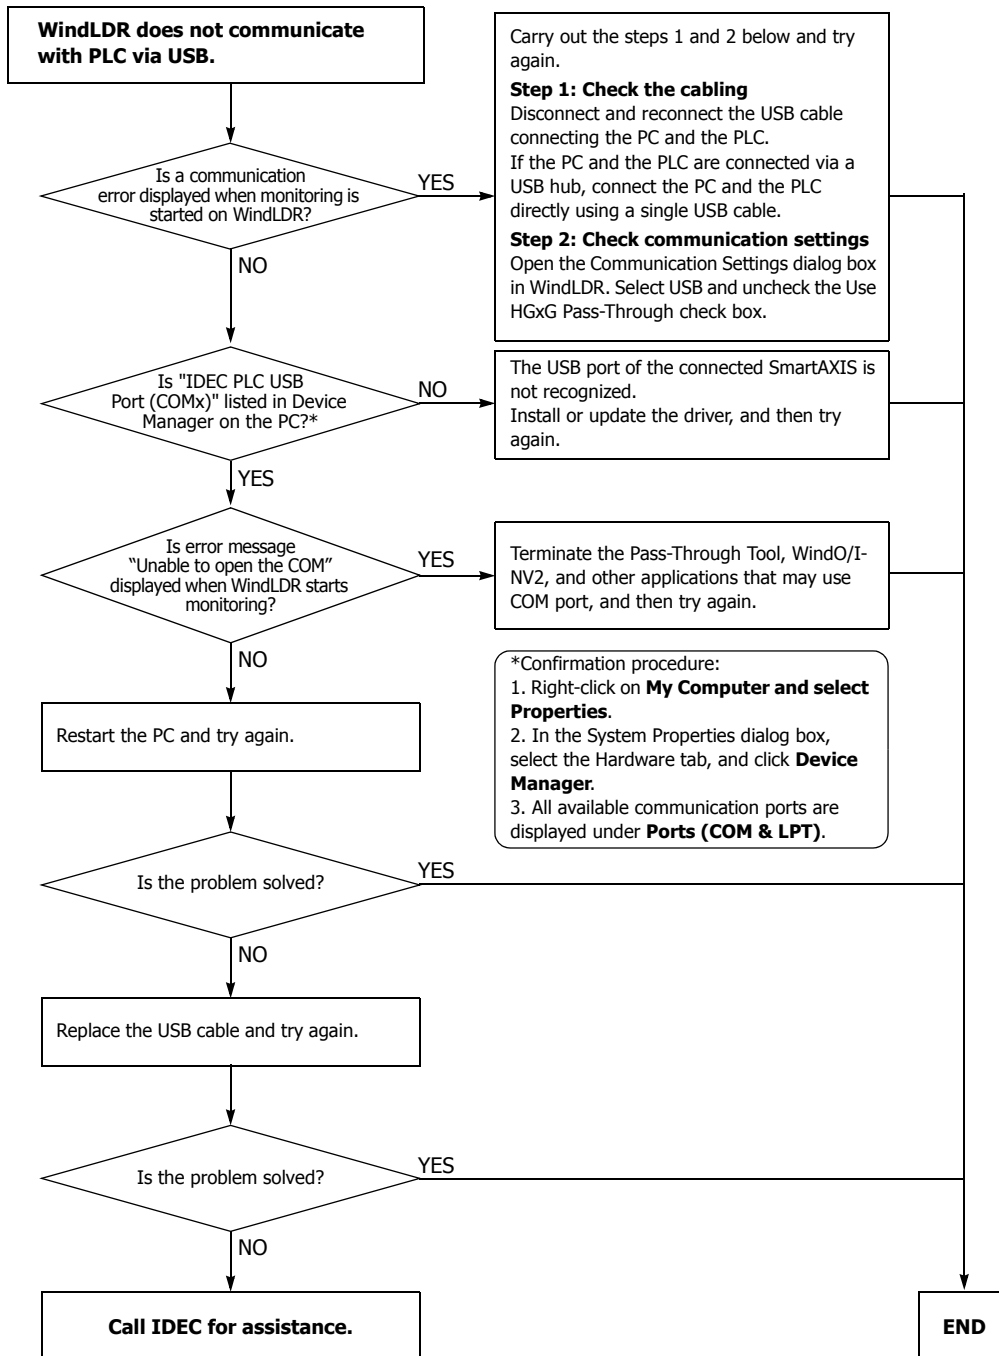 WindLDR does not communicate
with PLC via USB.
Carry out the steps 1 and 2 below and try
again.
Step 1: Check the cabling
Disconnect and reconnect the USB cable
connecting the PC and the PLC.
If the PC and the PLC are connected via a
USB hub, connect the PC and the PLC
directly using a single USB cable.
Step 2: Check communication settings
Open the Communication Settings dialog box
in WindLDR. Select USB and uncheck the Use
HGxG Pass-Through check box.
Is a communication
error displayed when monitoring is
started on WindLDR?
YES
NO
Is "IDEC PLC USB
Port (COMx)" listed in Device
Manager on the PC?*
NO
The USB port of the connected SmartAXIS is
not recognized.
Install or update the driver, and then try
again.
YES
Is error message
“Unable to open the COM”
displayed when WindLDR starts
monitoring?
YES
Terminate the Pass-Through Tool, WindO/I-
NV2, and other applications that may use
COM port, and then try again.
NO
*Confirmation procedure:
1. Right-click on My Computer and select
Properties.
2. In the System Properties dialog box,
select the Hardware tab, and click Device
Manager.
3. All available communication ports are
displayed under Ports (COM & LPT).
Restart the PC and try again.
Is the problem solved?
YES
NO
Replace the USB cable and try again.
Is the problem solved?
YES
NO
Call IDEC for assistance.
END